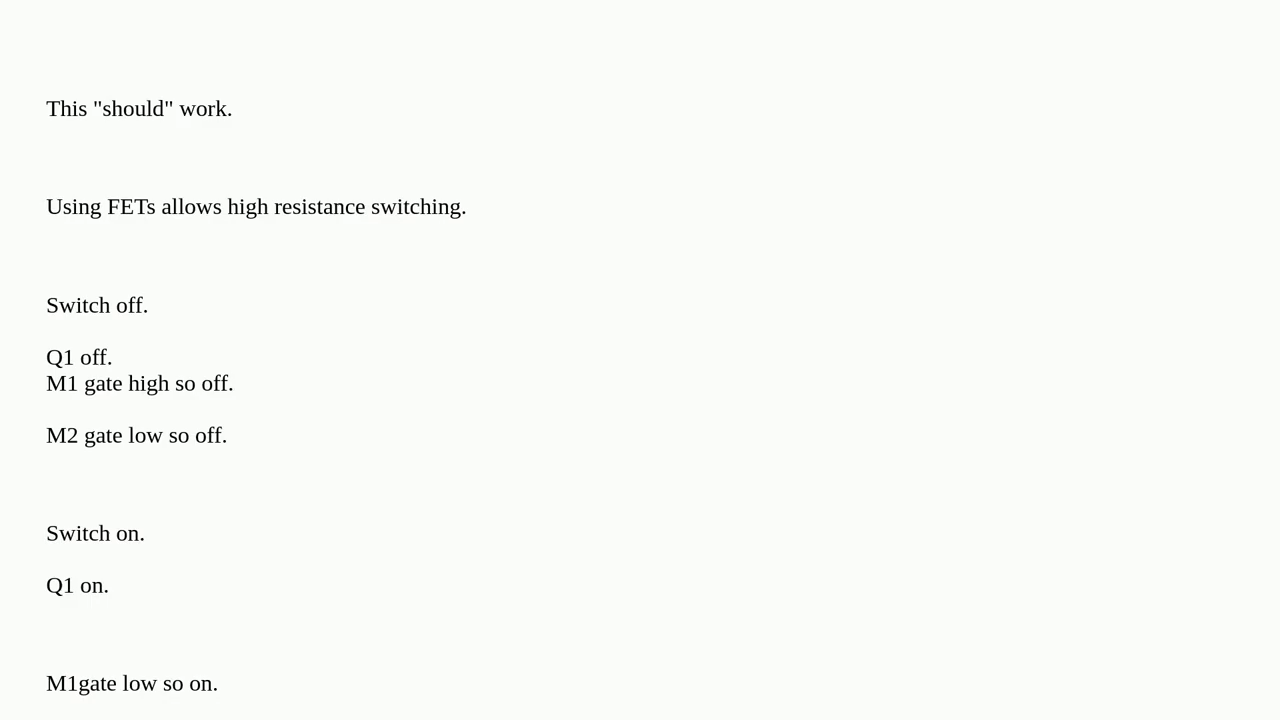 This "should" work.
Using FETs allows high resistance switching.
Switch off.
Q1 off.
M1 gate high so off.
M2 gate low so off.
Switch on.
Q1 on.
M1gate low so on.